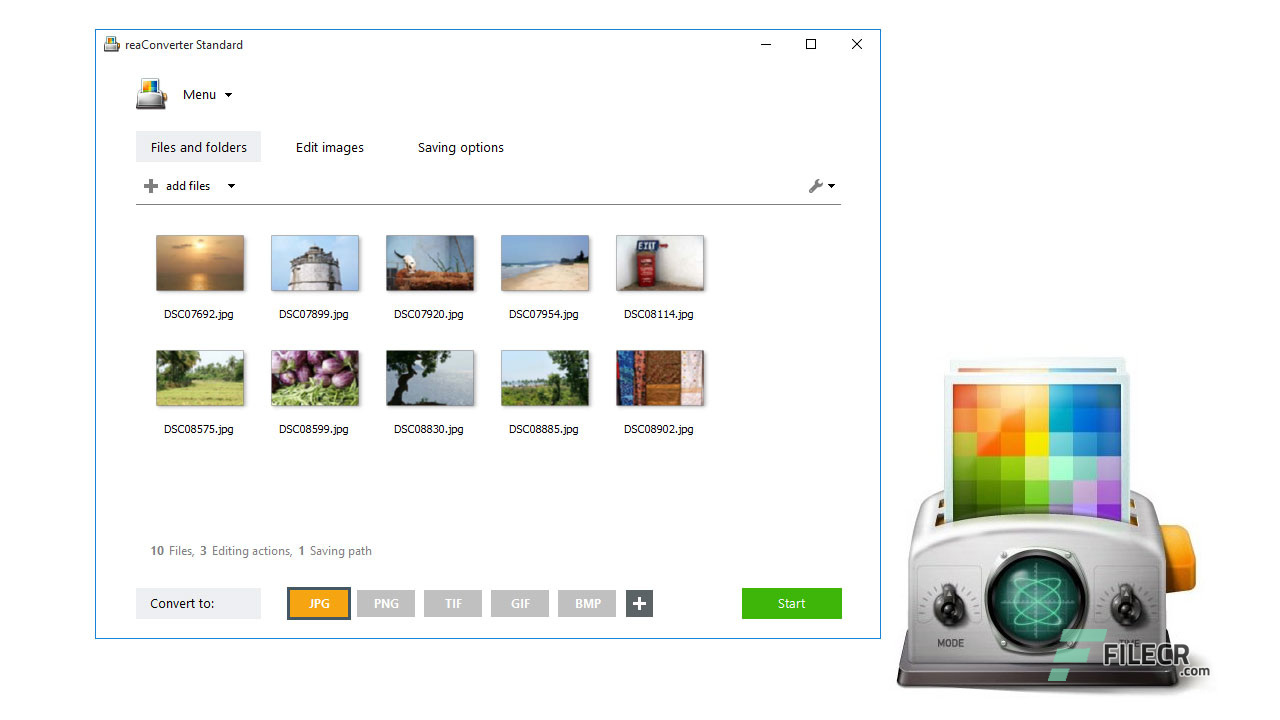 reaConverter Standard
Menu
Files and folders Edit images Saving options
add files
EXIT
DSC07692.jpg DSC07899.jpg DSC07920.jpg DSC07954.jpg DSC08114.jpg
DSC08575.jpg DSC08599.jpg DSC08830.jpg DSC08885.jpg DSC08902.jpg
10 Files, 3 Editing actions, 1 Saving path
Convert to: JPG PNG TIF GIF BMP Start
MODE TIME
FILECR
.com